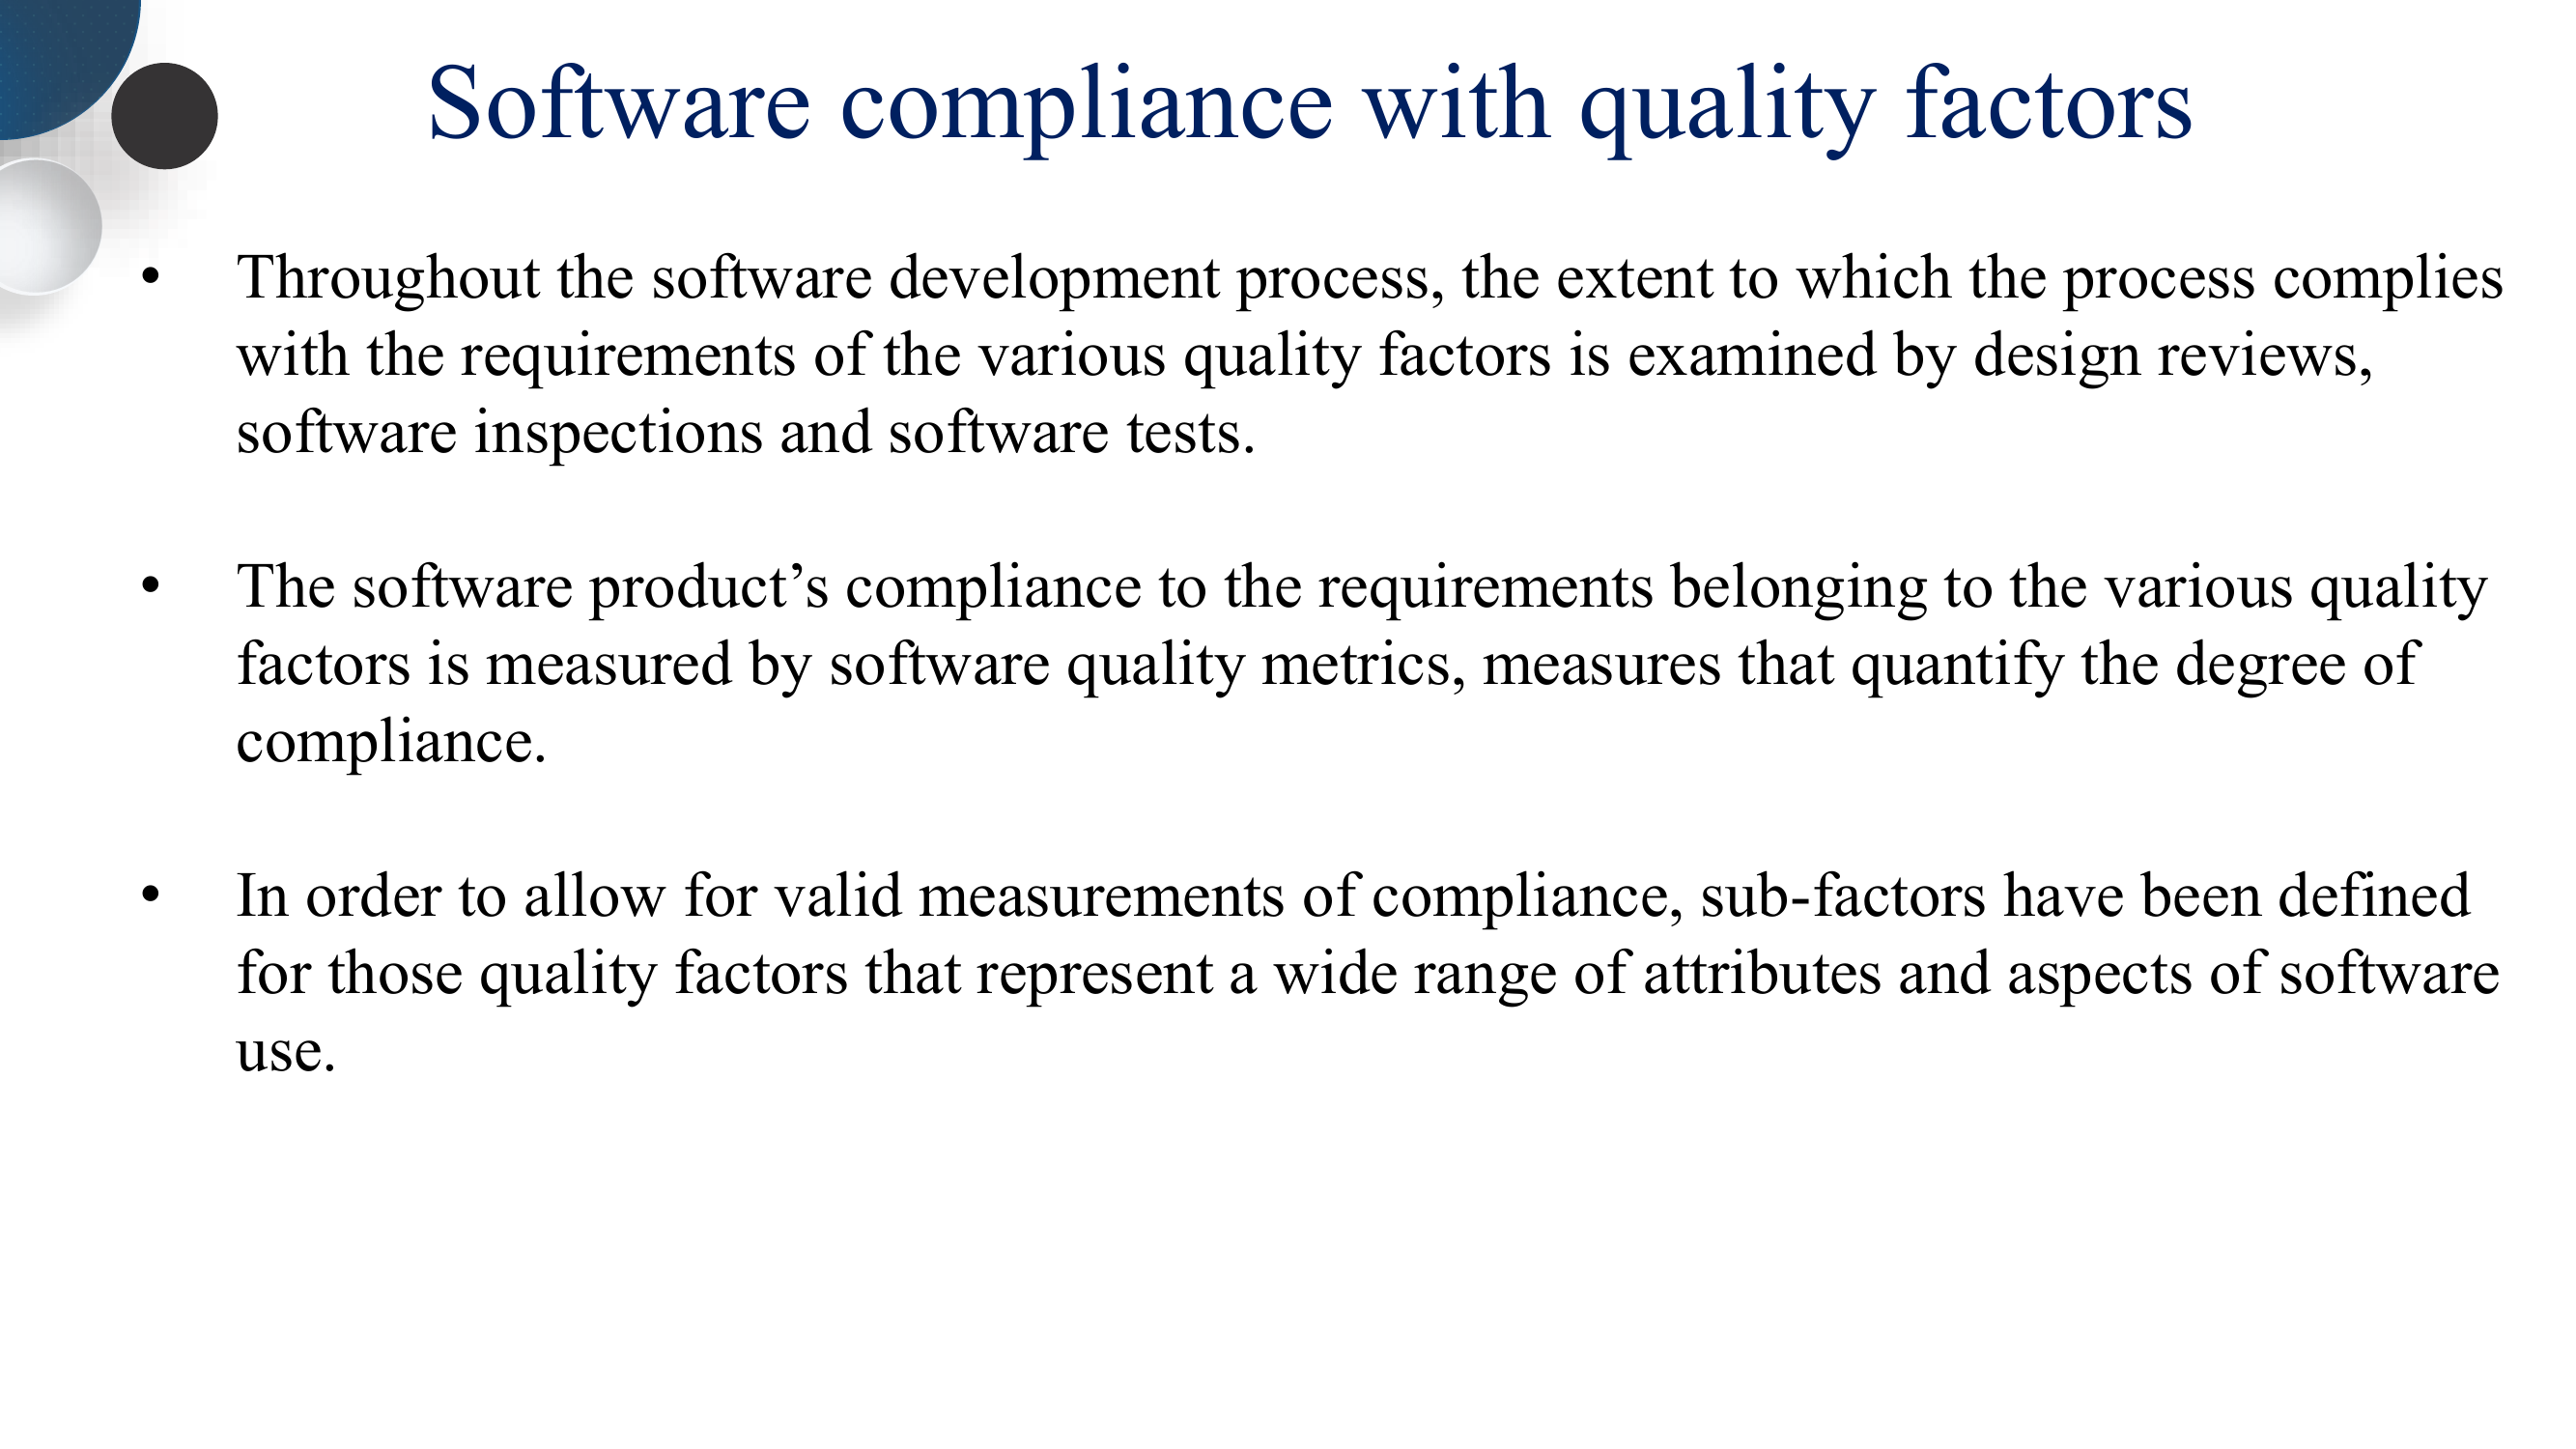 Software compliance with quality factors
• Throughout the software development process, the extent to which the process complies
with the requirements of the various quality factors is examined by design reviews,
software inspections and software tests.
• The software product’s compliance to the requirements belonging to the various quality
factors is measured by software quality metrics, measures that quantify the degree of
compliance.
• In order to allow for valid measurements of compliance, sub-factors have been defined
for those quality factors that represent a wide range of attributes and aspects of software
use.